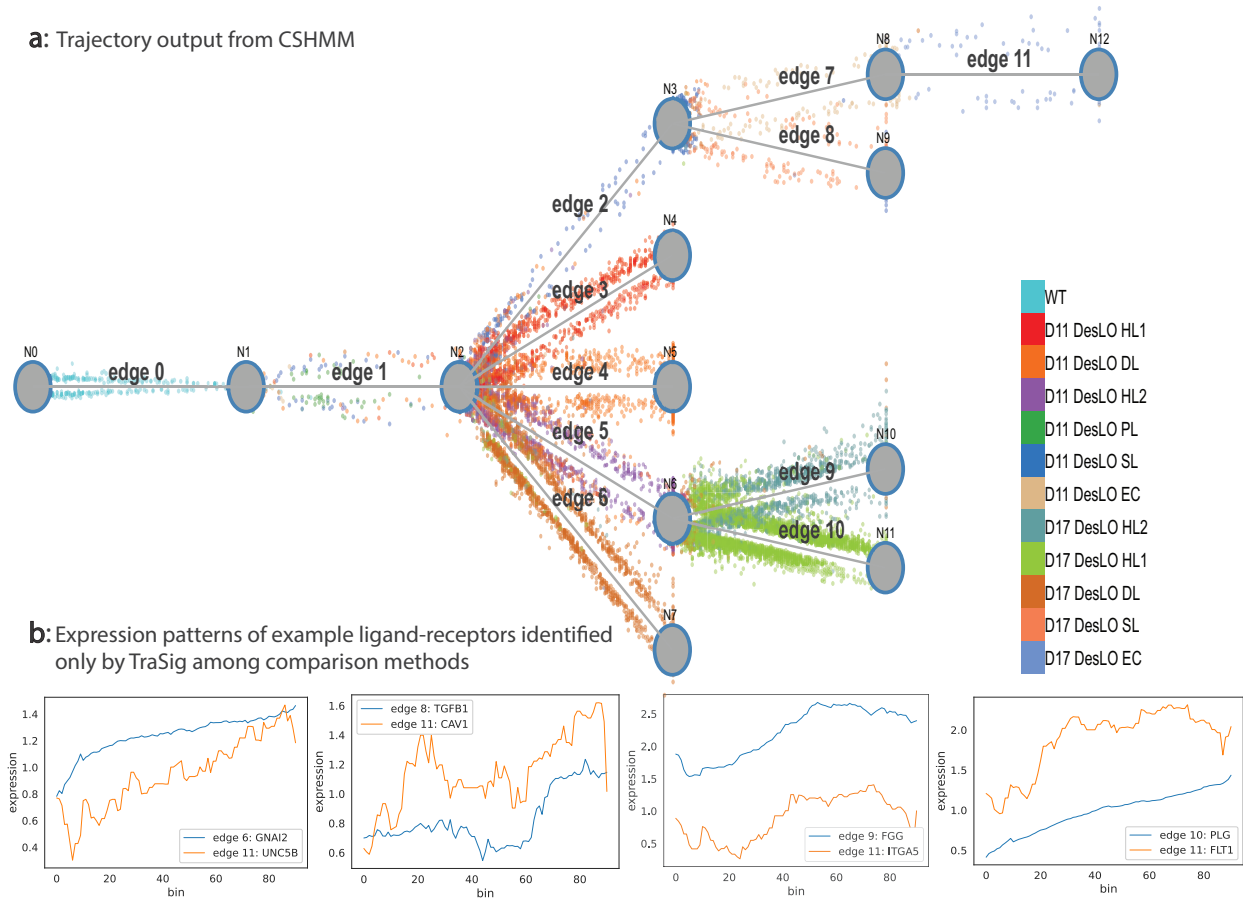 a: Trajectory output from CSHMM
N0
N1
N2
N3
N4
N5
N6
N7
N8
N9
N10
N11
N12
edge 0
edge 1
edge 2
edge 3
edge 4
edge 5
edge 6
edge 7
edge 8
edge 9
edge 10
edge 11
WT
D11 DesLO HL1
D11 DesLO DL
D11 DesLO HL2
D11 DesLO PL
D11 DesLO SL
D11 DesLO EC
D17 DesLO HL2
D17 DesLO HL1
D17 DesLO DL
D17 DesLO SL
D17 DesLO EC
b: Expression patterns of example ligand-receptors identified
only by TraSig among comparison methods
expression
1.4
1.2
1.0
0.8
0.6
0.4
edge 6: GNAI2
edge 11: UNC5B
0 20 40 60 80
bin
expression
1.6
1.4
1.2
1.0
0.8
0.6
edge 8: TGFB1
edge 11: CAV1
0 20 40 60 80
bin
expression
2.5
2.0
1.5
1.0
0.5
edge 9: FGG
edge 11: ITGA5
0 20 40 60 80
bin
expression
2.0
1.5
1.0
0.5
edge 10: PLG
edge 11: FLT1
0 20 40 60 80
bin